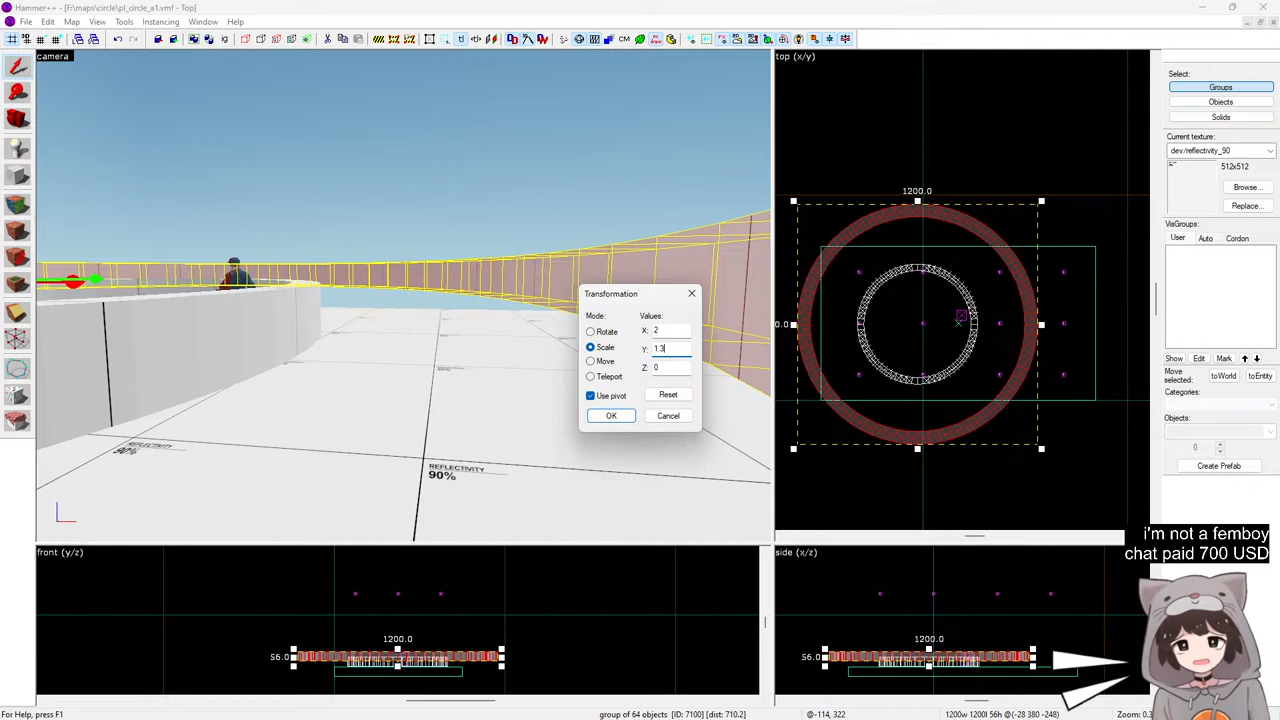 Hammer++ - [F:\maps\circle\pl_circle_a1.vmf - Top]
File Edit Map View Tools Instancing Window Help
camera
top (x/y)
1200.0
0.0
REFLECTIVITY
90%
REFLECTIVITY
90%
Transformation
Mode:
Values:
Rotate
Scale
Move
Teleport
X: 2
Y: 1.3
Z: 0
Use pivot
Reset
OK
Cancel
Select:
Groups
Objects
Solids
Current texture:
dev/reflectivity_90
512x512
Browse...
Replace...
VisGroups:
User Auto Cordon
Show Edit Mark
Move
selected:
toWorld
toEntity
Categories:
Objects:
0
Create Prefab
i'm not a femboy
chat paid 700 USD
front (y/z)
1200.0
56.0
side (x/z)
1200.0
56.0
For Help, press F1
group of 64 objects [ID: 7100] [dist: 710.2]
@-114, 322
1200w 1200l 56h @(-28 380 -248)
Zoom: 0.